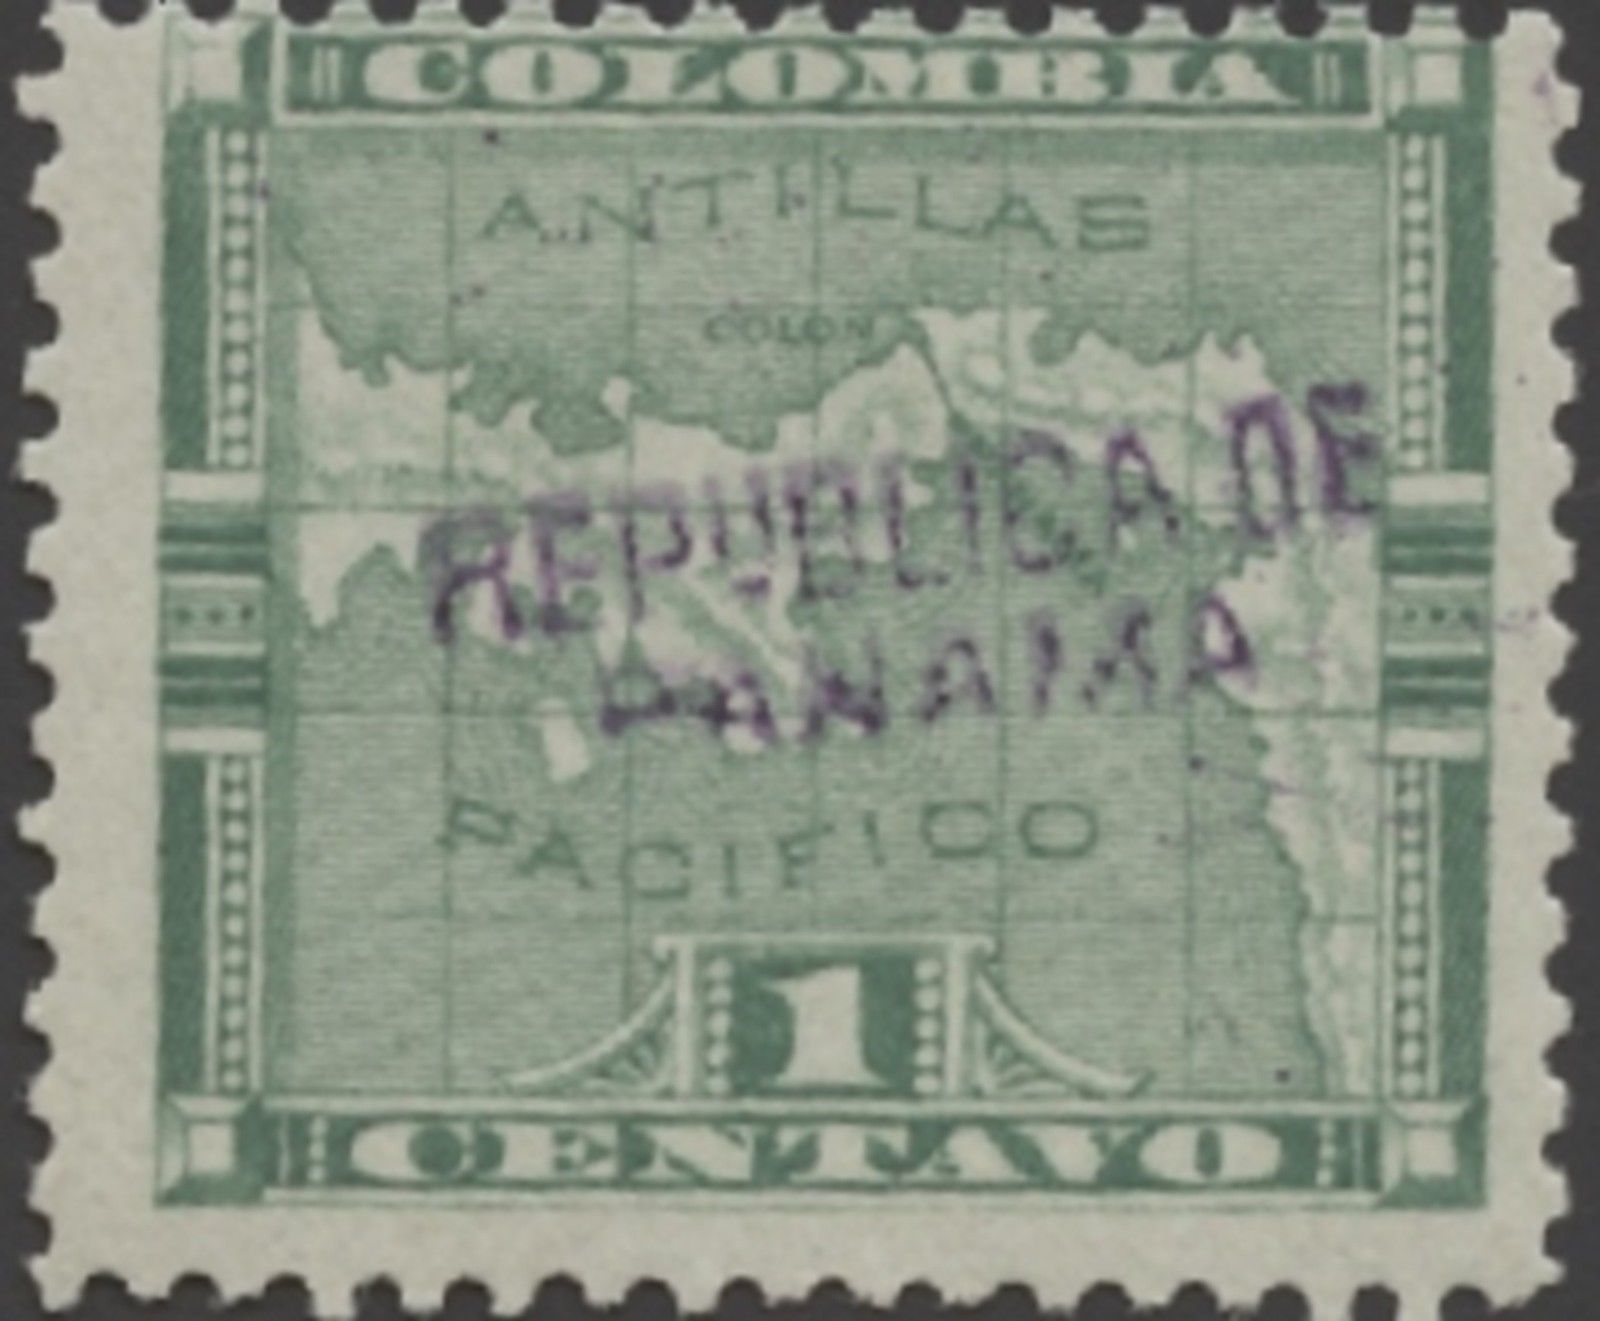 COLOMBIA
ANTILLAS
COLON
REPUBLICA DE
PANAMA
PACIFICO
1
CENTAVO